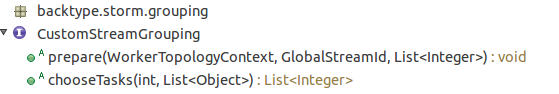 backtype.storm.grouping
CustomStreamGrouping
prepare(WorkerTopologyContext, GlobalStreamId, List<Integer>) : void
chooseTasks(int, List<Object>) : List<Integer>